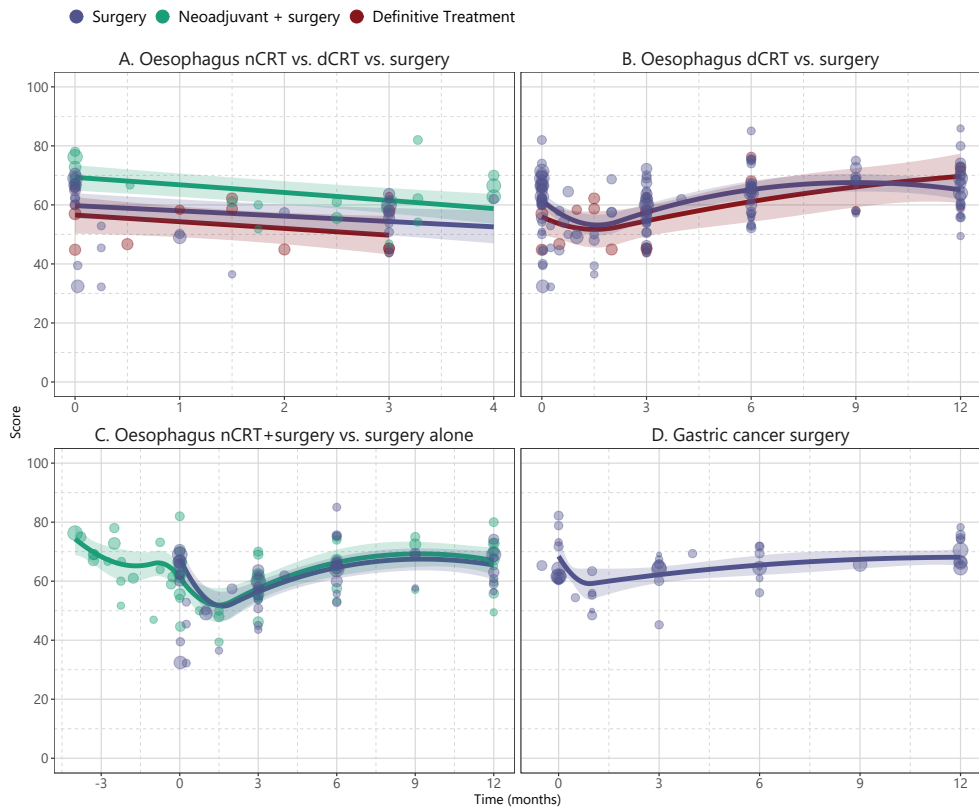 Surgery Neoadjuvant + surgery Definitive Treatment
A. Oesophagus nCRT vs. dCRT vs. surgery
B. Oesophagus dCRT vs. surgery
100
80
60
40
20
0
0 1 2 3 4
0 3 6 9 12
Score
C. Oesophagus nCRT+surgery vs. surgery alone
D. Gastric cancer surgery
100
80
60
40
20
0
-3 0 3 6 9 12
0 3 6 9 12
Time (months)